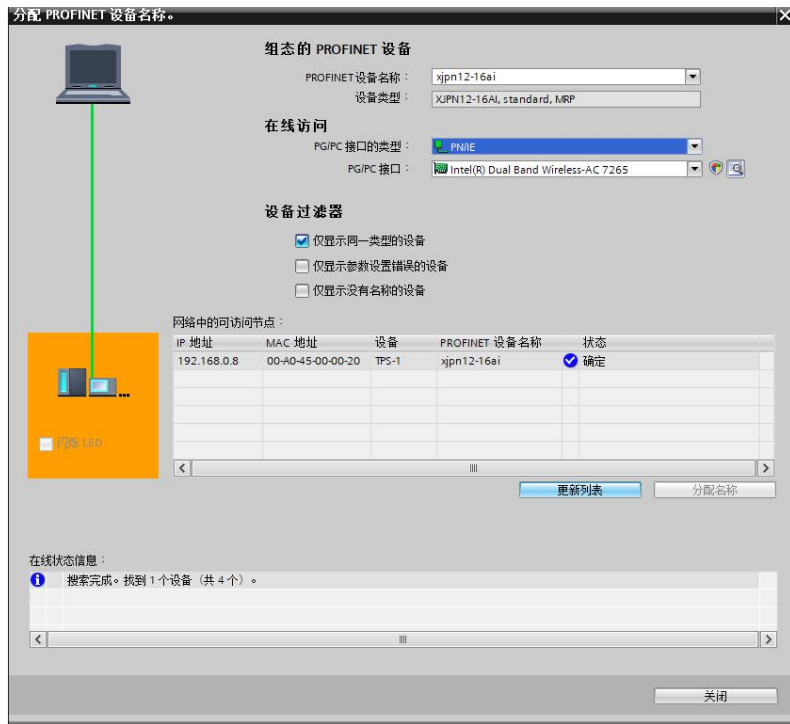 分配 PROFINET 设备名称。
组态的 PROFINET 设备
PROFINET设备名称：
xjpn12-16ai
设备类型：
XJPN12-16AI, standard, MRP
在线访问
PG/PC 接口的类型：
PN/IE
PG/PC 接口：
Intel(R) Dual Band Wireless-AC 7265
设备过滤器
仅显示同一类型的设备
仅显示参数设置错误的设备
仅显示没有名称的设备
网络中的可访问节点：
IP 地址 MAC 地址 设备 PROFINET 设备名称 状态
192.168.0.8 00-A0-45-00-00-20 TPS-1 xjpn12-16ai 确定
闪烁 LED
更新列表 分配名称
在线状态信息：
搜索完成。找到 1 个设备（共 4 个）。
关闭